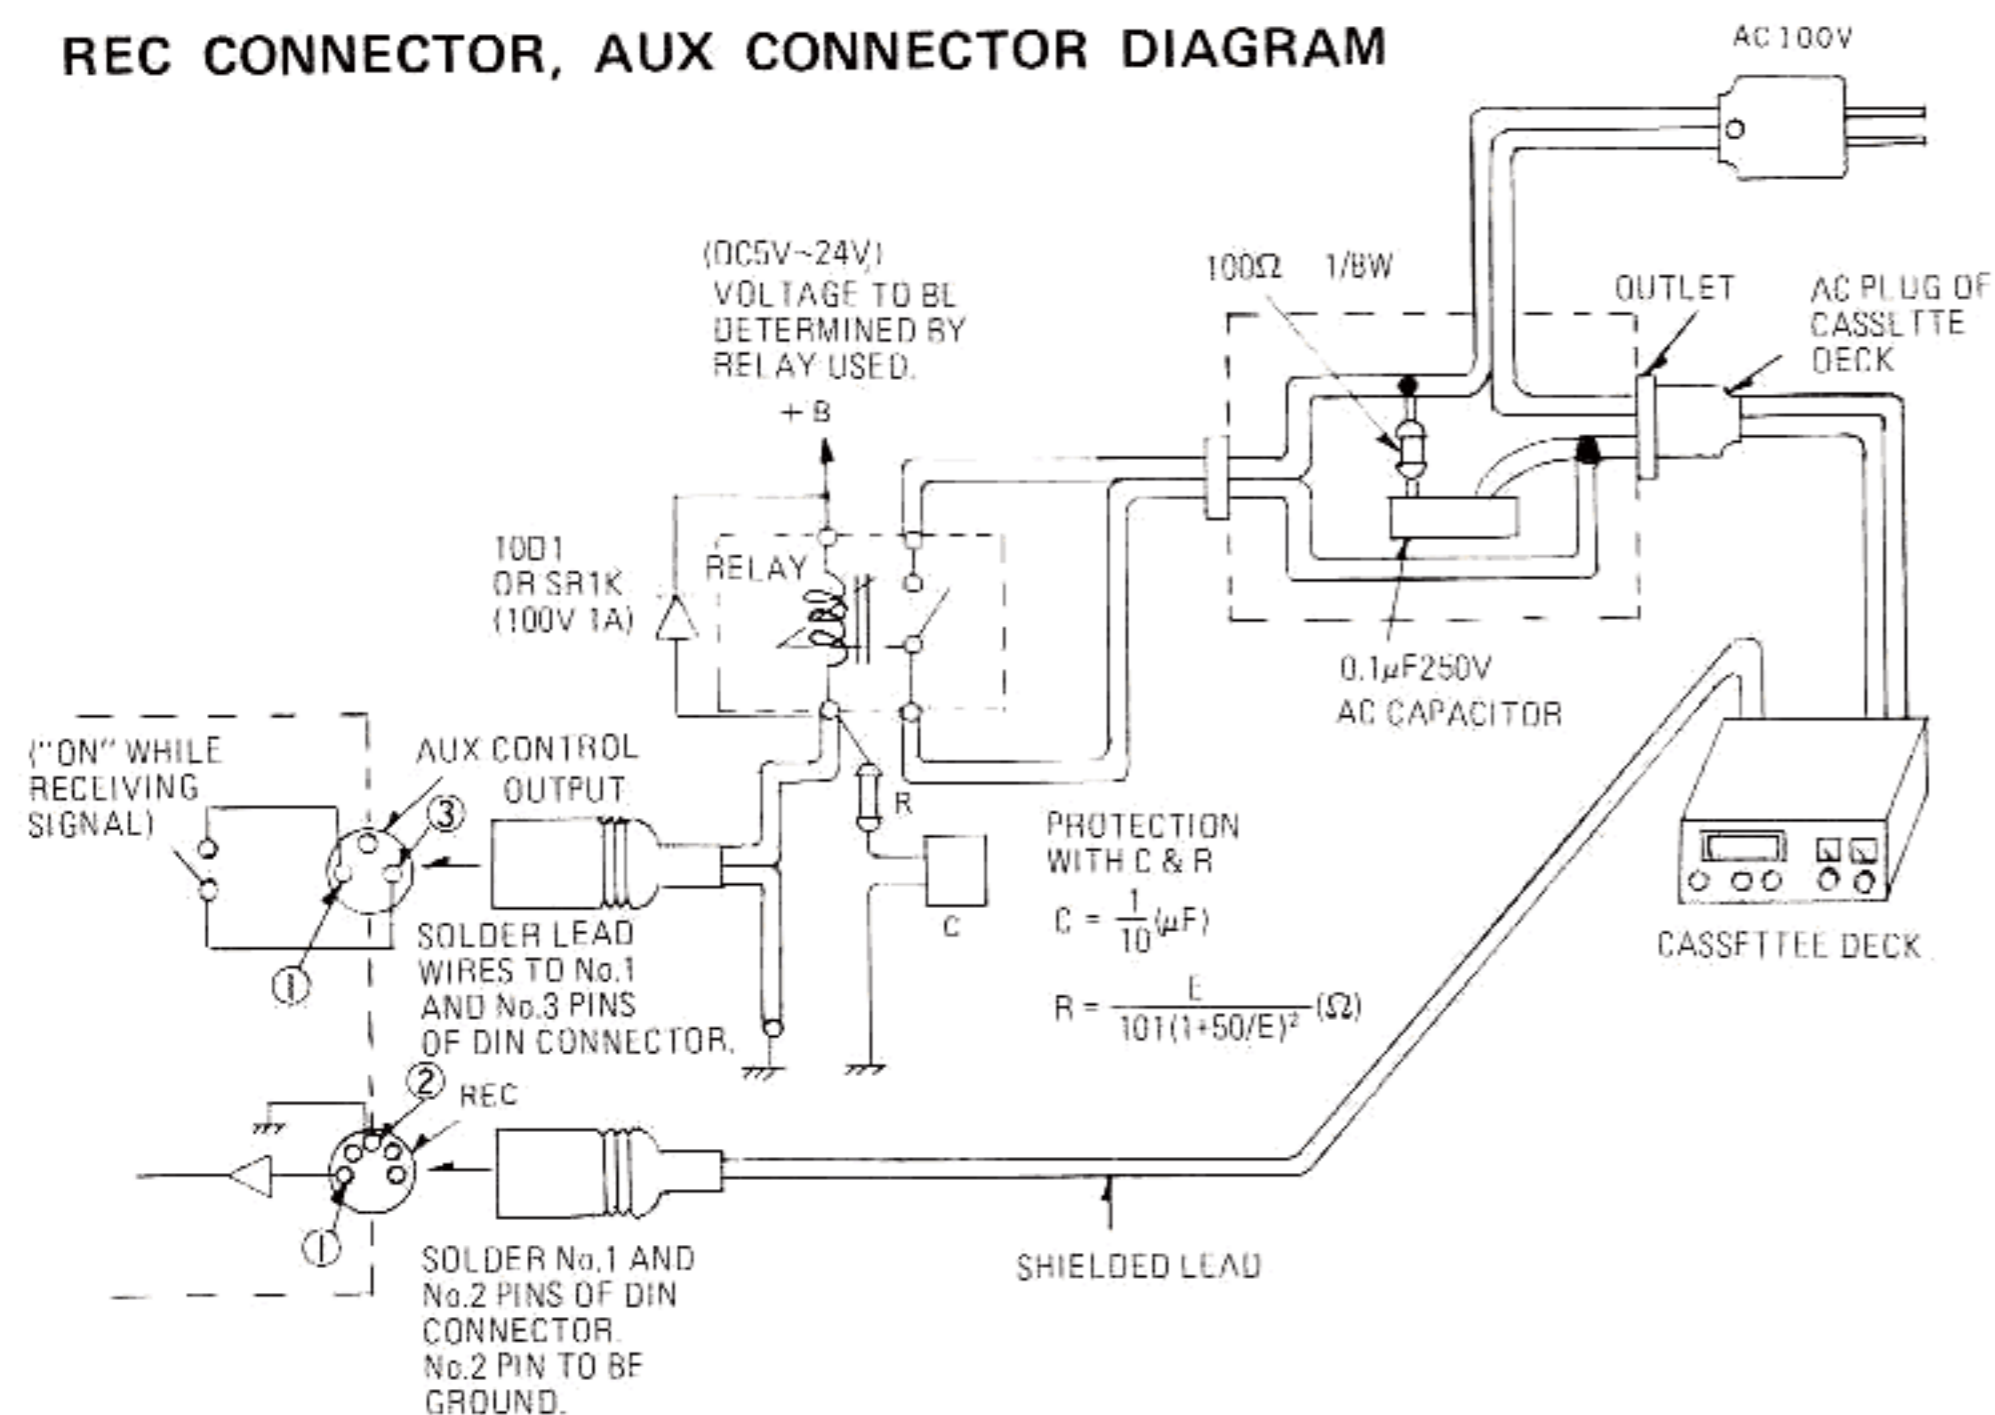 REC CONNECTOR, AUX CONNECTOR DIAGRAM
AC 100V
(DC5V~24V)
VOLTAGE TO BE
DETERMINED BY
RELAY USED.
+ B
100Ω 1/8W
OUTLET
AC PLUG OF
CASSETTE
DECK
10D1
OR SR1K
(100V 1A)
RELAY
0.1μF250V
AC CAPACITOR
("ON" WHILE
RECEIVING
SIGNAL)
AUX CONTROL
OUTPUT
③
①
R
C
PROTECTION
WITH C & R
C = 1/10 (μF)
R = E/101(1+50/E)² (Ω)
CASSETTEE DECK
SOLDER LEAD
WIRES TO No.1
AND No.3 PINS
OF DIN CONNECTOR.
②
REC
①
SHIELDED LEAD
SOLDER No.1 AND
No.2 PINS OF DIN
CONNECTOR.
No.2 PIN TO BE
GROUND.